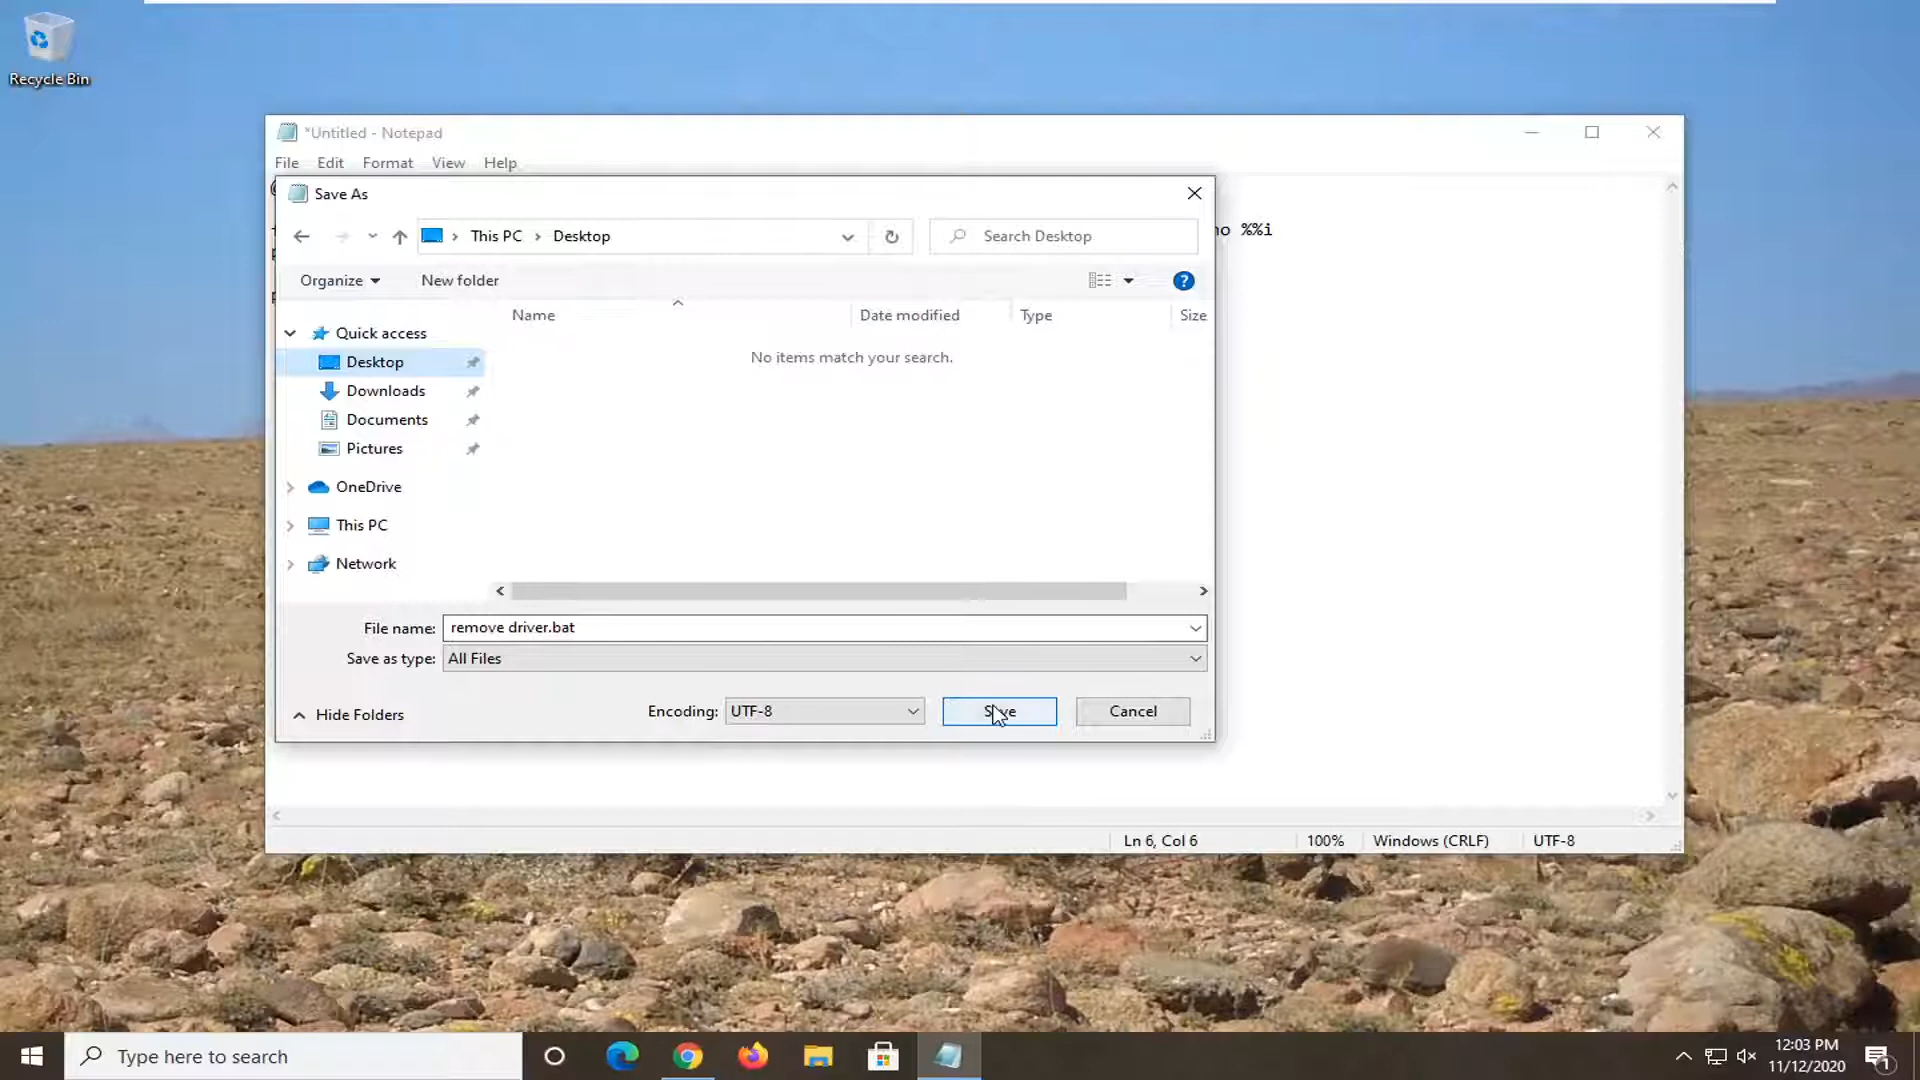 Recycle Bin
*Untitled - Notepad
File Edit Format View Help
Save As
This PC Desktop
Search Desktop
%%i
Organize New folder
Name Date modified Type Size
No items match your search.
Quick access
Desktop
Downloads
Documents
Pictures
OneDrive
This PC
Network
File name: remove driver.bat
Save as type: All Files
Hide Folders
Encoding: UTF-8
Save
Cancel
Ln 6, Col 6 100% Windows (CRLF) UTF-8
Type here to search
12:03 PM
11/12/2020
1